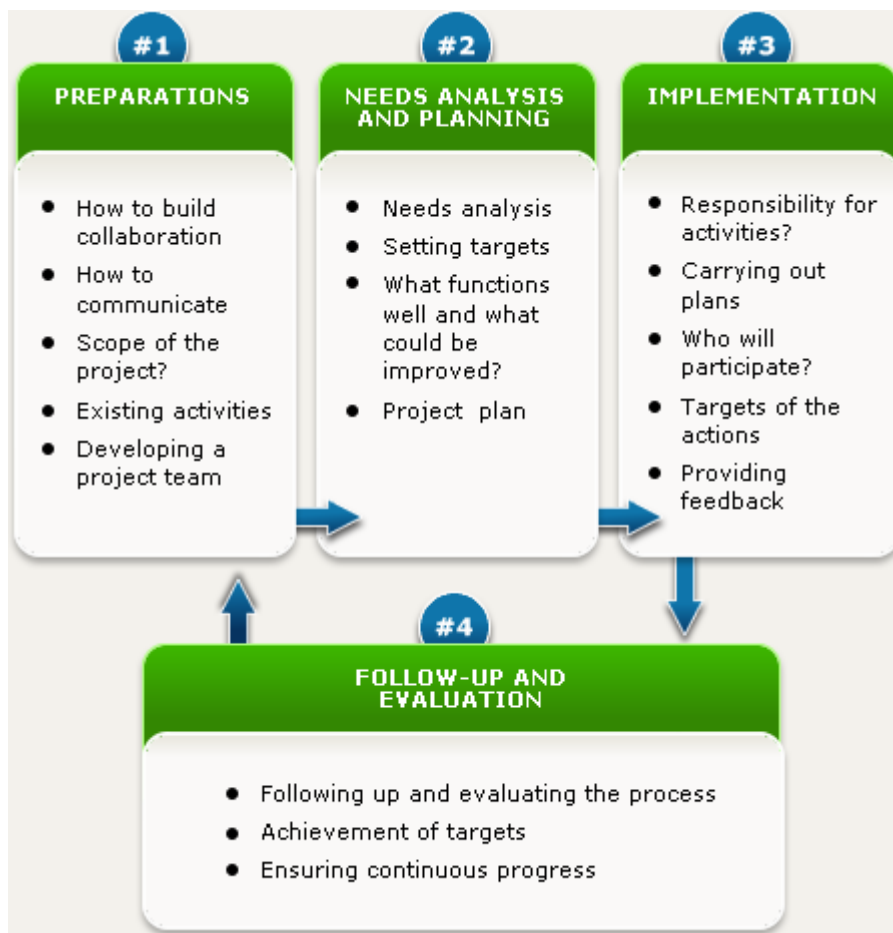 #1
PREPARATIONS
● How to build
collaboration
● How to
communicate
● Scope of the
project?
● Existing activities
● Developing a
project team
#2
NEEDS ANALYSIS
AND PLANNING
● Needs analysis
● Setting targets
● What functions
well and what
could be
improved?
● Project plan
#3
IMPLEMENTATION
● Responsibility for
activities?
● Carrying out
plans
● Who will
participate?
● Targets of the
actions
● Providing
feedback
#4
FOLLOW-UP AND
EVALUATION
● Following up and evaluating the process
● Achievement of targets
● Ensuring continuous progress